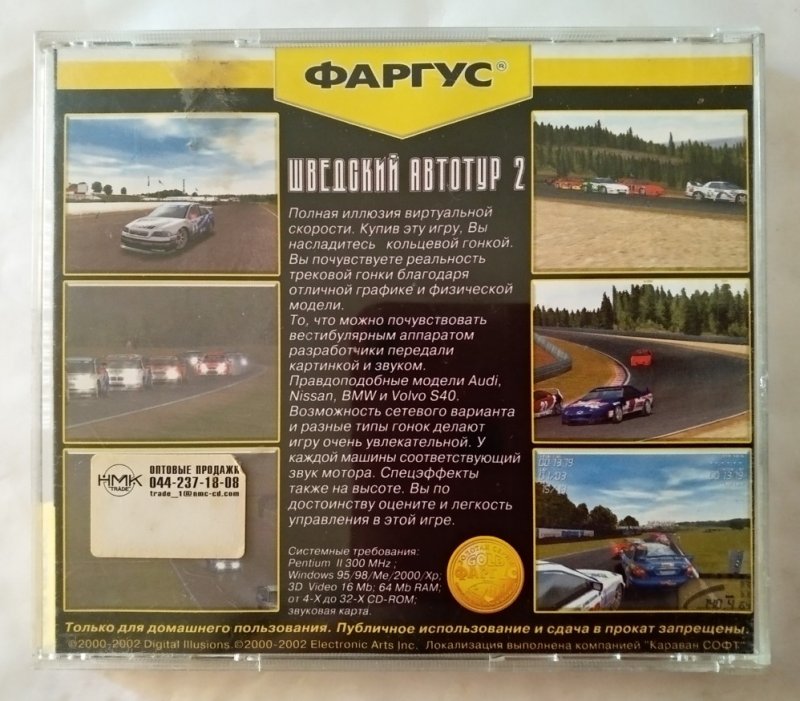 ФАРГУС®
ШВЕДСКИЙ АВТОТУР 2
Полная иллюзия виртуальной
скорости. Купив эту игру, Вы
насладитесь кольцевой гонкой.
Вы почувствуете реальность
трековой гонки благодаря
отличной графике и физической
модели.
То, что можно почувствовать
вестибулярным аппаратом
разработчики передали
картинкой и звуком.
Правдоподобные модели Audi,
Nissan, BMW и Volvo S40.
Возможность сетевого варианта
и разные типы гонок делают
игру очень увлекательной. У
каждой машины соответствующий
звук мотора. Спецэффекты
также на высоте. Вы по
достоинству оцените и легкость
управления в этой игре.
НМК
TRADE
ОПТОВЫЕ ПРОДАЖИ
044-237-18-08
trade_1@nmc-cd.com
Системные требования:
Pentium II 300 MHz ;
Windows 95/98/Me/2000/Xp;
3D Video 16 Mb; 64 Mb RAM;
от 4-X до 32-X CD-ROM;
звуковая карта.
GOLD
ФАРГУС
Только для домашнего пользования. Публичное использование и сдача в прокат запрещены.
©2000-2002 Digital Illusions ©2000-2002 Electronic Arts Inc. Локализация выполнена компанией "Караван СОФТ"